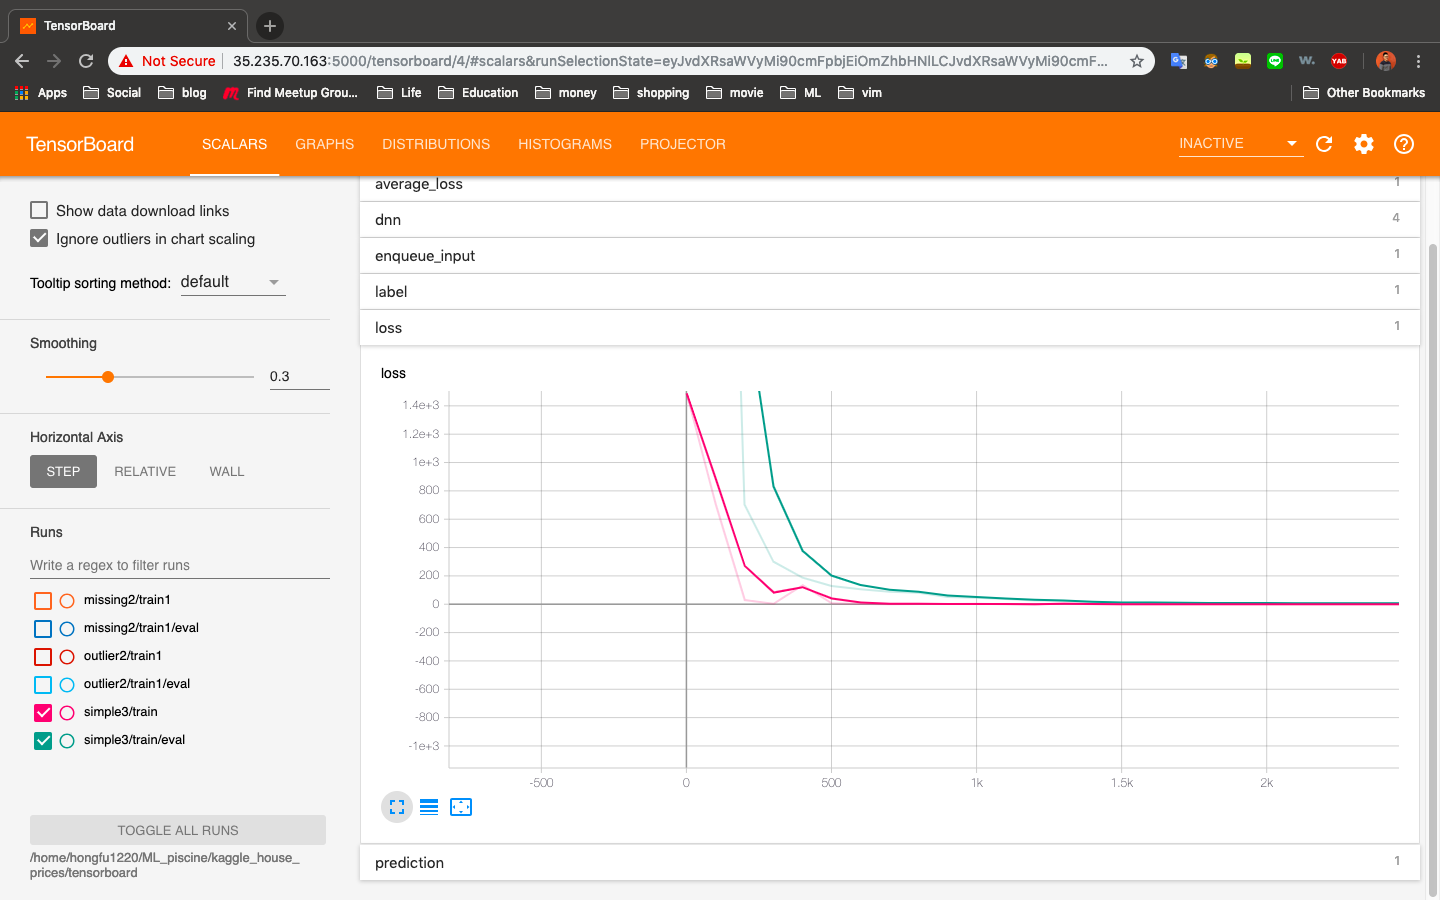 TensorBoard
Not Secure 35.235.70.163:5000/tensorboard/4/#scalars&runSelectionState=eyJvdXRsaWVyMi90cmFpbjEiOmZhbHNlLCJvdXRsaWVyMi90cmF...
Apps Social blog Find Meetup Grou... Life Education money shopping movie ML vim Other Bookmarks
TensorBoard SCALARS GRAPHS DISTRIBUTIONS HISTOGRAMS PROJECTOR INACTIVE
Show data download links
Ignore outliers in chart scaling
Tooltip sorting method: default
Smoothing
0.3
Horizontal Axis
STEP RELATIVE WALL
Runs
Write a regex to filter runs
missing2/train1
missing2/train1/eval
outlier2/train1
outlier2/train1/eval
simple3/train
simple3/train/eval
TOGGLE ALL RUNS
/home/hongfu1220/ML_piscine/kaggle_house_
prices/tensorboard
average_loss 1
dnn 4
enqueue_input 1
label 1
loss 1
loss
1.4e+3
1.2e+3
1e+3
800
600
400
200
0
-200
-400
-600
-800
-1e+3
-500 0 500 1k 1.5k 2k
prediction 1